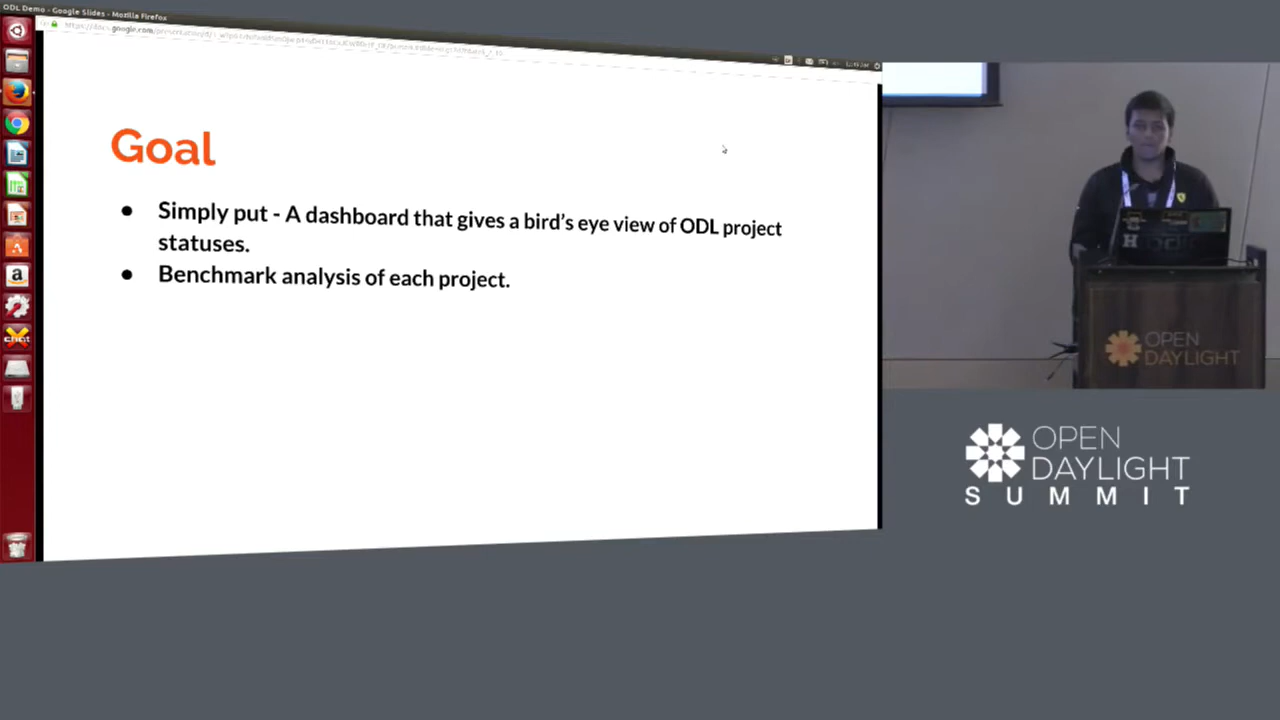 ODL Demo - Google Slides - Mozilla Firefox
Goal
● Simply put - A dashboard that gives a bird's eye view of ODL project
statuses.
● Benchmark analysis of each project.
OPEN
DAYLIGHT
OPEN
DAYLIGHT
SUMMIT